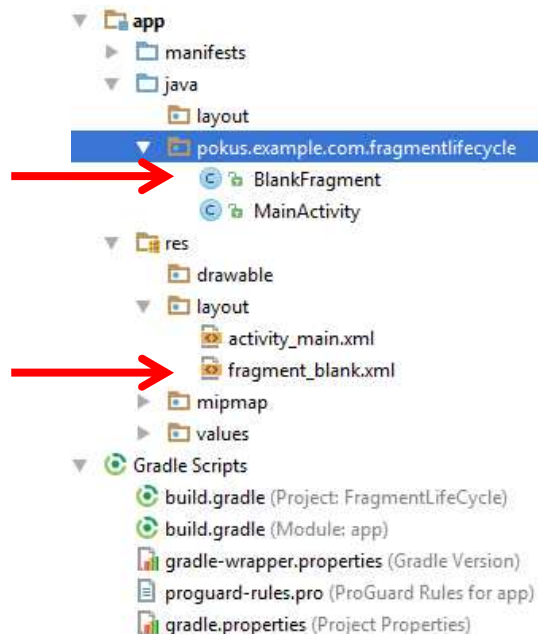 app
manifests
java
layout
pokus.example.com.fragmentlifecycle
C BlankFragment
C MainActivity
res
drawable
layout
activity_main.xml
fragment_blank.xml
mipmap
values
Gradle Scripts
build.gradle (Project: FragmentLifeCycle)
build.gradle (Module: app)
gradle-wrapper.properties (Gradle Version)
proguard-rules.pro (ProGuard Rules for app)
gradle.properties (Project Properties)